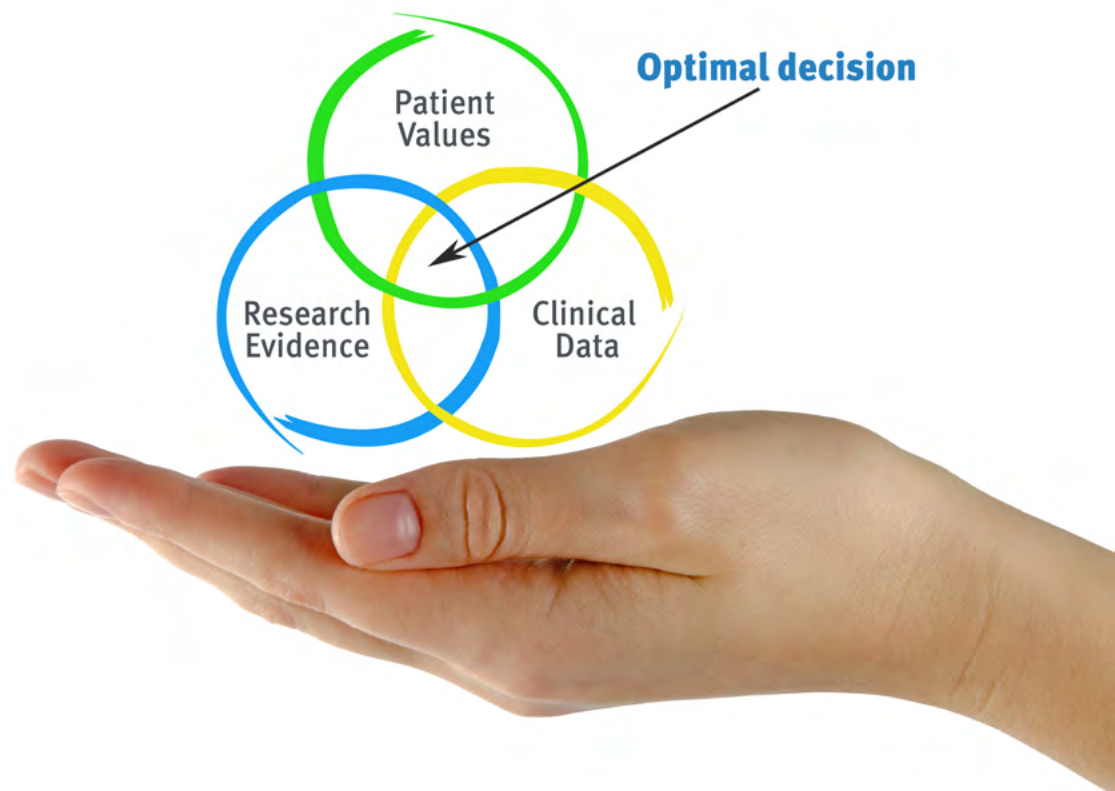 Optimal decision
Patient
Values
Research
Evidence
Clinical
Data